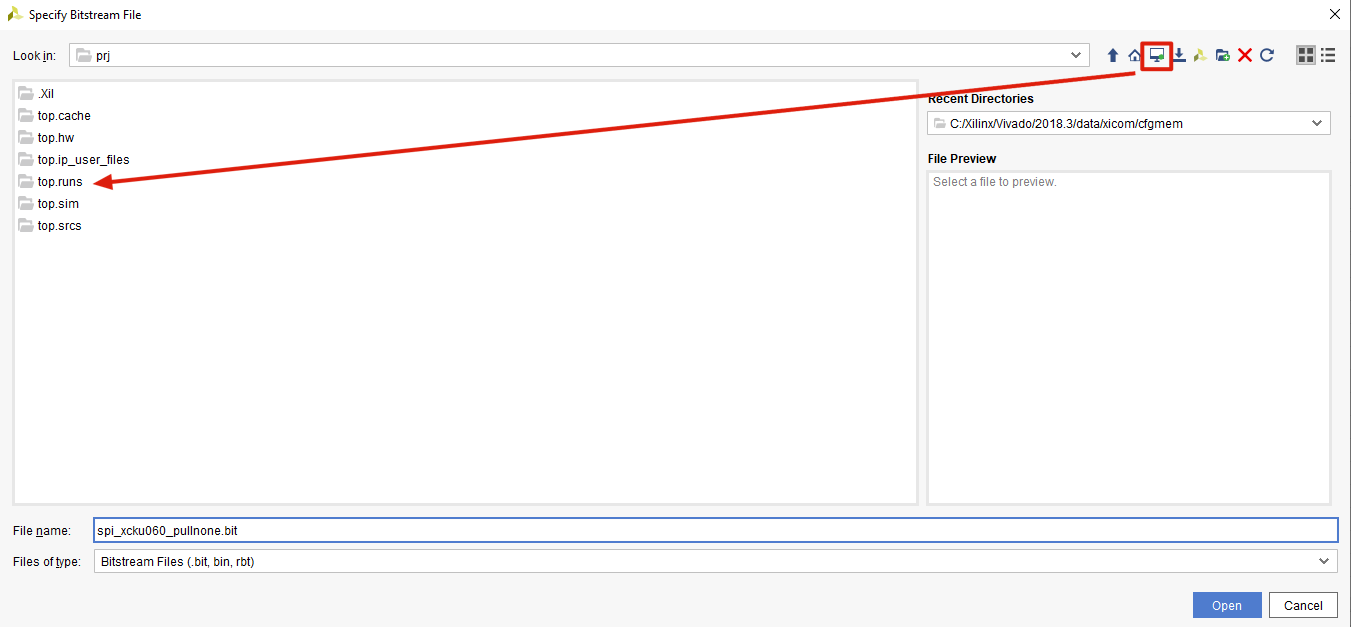 Specify Bitstream File
Look in: prj
.Xil
top.cache
top.hw
top.ip_user_files
top.runs
top.sim
top.srcs
Recent Directories
C:/Xilinx/Vivado/2018.3/data/xicom/cfgmem
File Preview
Select a file to preview.
File name: spi_xcku060_pullnone.bit
Files of type: Bitstream Files (.bit, bin, rbt)
Open Cancel